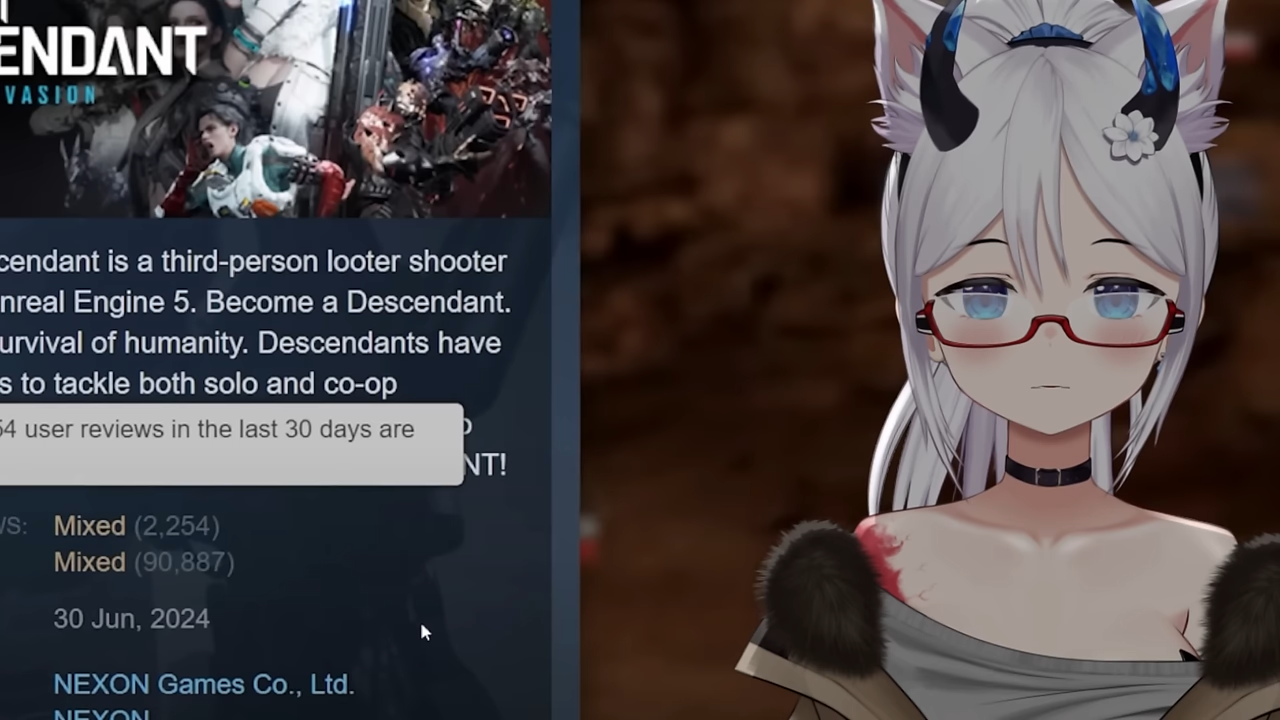 ENDANT
VASION
cendant is a third-person looter shooter
nreal Engine 5. Become a Descendant.
urvival of humanity. Descendants have
s to tackle both solo and co-op
54 user reviews in the last 30 days are
NT!
WS:
Mixed (2,254)
Mixed (90,887)
30 Jun, 2024
NEXON Games Co., Ltd.
NEXON